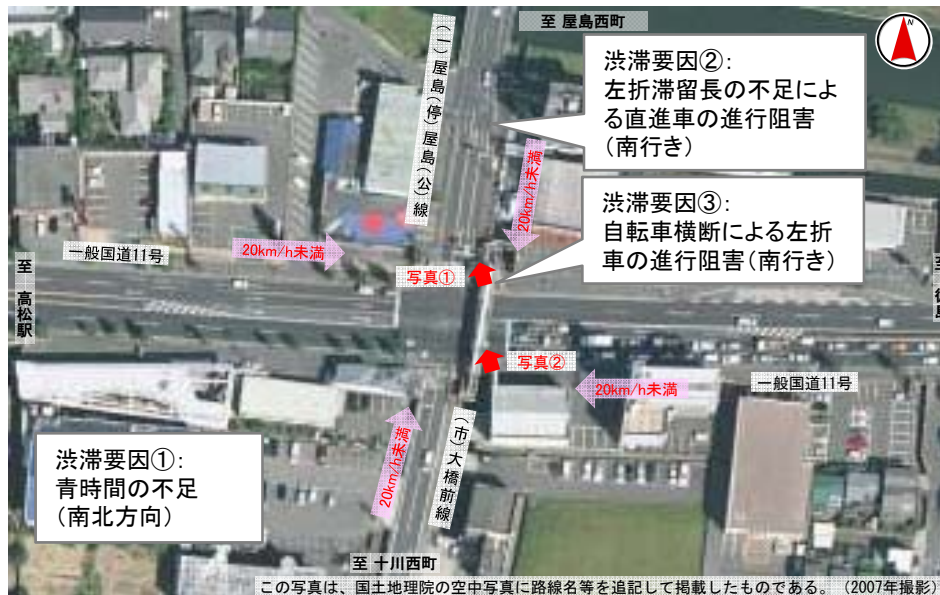 至 屋島西町
(一)屋島(停)屋島(公)線
渋滞要因②:
左折滞留長の不足によ
る直進車の進行阻害
(南行き)
20km/h未満
渋滞要因③:
自転車横断による左折
車の進行阻害(南行き)
一般国道11号
20km/h未満
至 高松駅
写真①
写真②
20km/h未満
一般国道11号
20km/h未満
(市)大橋前線
渋滞要因①:
青時間の不足
(南北方向)
至 十川西町
この写真は、国土地理院の空中写真に路線名等を追記して掲載したものである。 (2007年撮影)